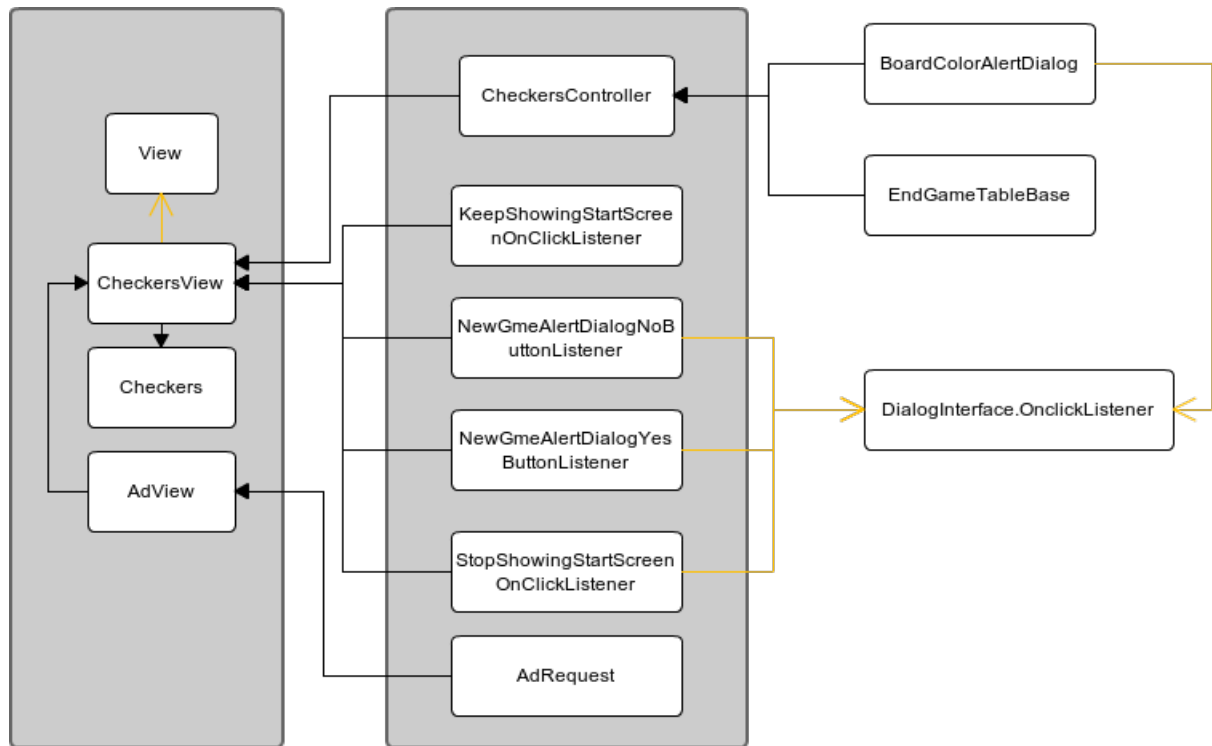 View
CheckersView
Checkers
AdView
CheckersController
KeepShowingStartScree
nOnClickListener
NewGmeAlertDialogNoB
uttonListener
NewGmeAlertDialogYes
ButtonListener
StopShowingStartScreen
OnClickListener
AdRequest
BoardColorAlertDialog
EndGameTableBase
DialogInterface.OnclickListener